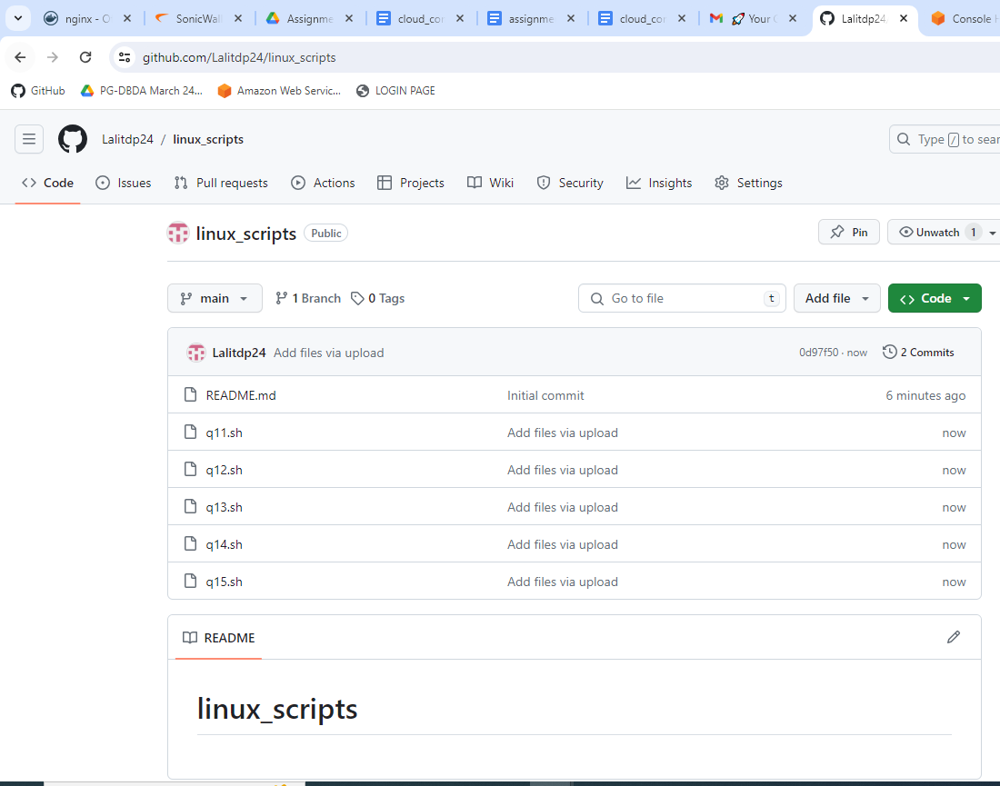 nginx - O SonicWall Assignme cloud_co assignme cloud_co Your Lalitdp24 Console
github.com/Lalitdp24/linux_scripts
GitHub PG-DBDA March 24... Amazon Web Servic... LOGIN PAGE
Lalitdp24 / linux_scripts Type / to sear
Code Issues Pull requests Actions Projects Wiki Security Insights Settings
linux_scripts Public Pin Unwatch 1
main 1 Branch 0 Tags Go to file t Add file Code
Lalitdp24 Add files via upload 0d97f50 · now 2 Commits
README.md Initial commit 6 minutes ago
q11.sh Add files via upload now
q12.sh Add files via upload now
q13.sh Add files via upload now
q14.sh Add files via upload now
q15.sh Add files via upload now
README
linux_scripts